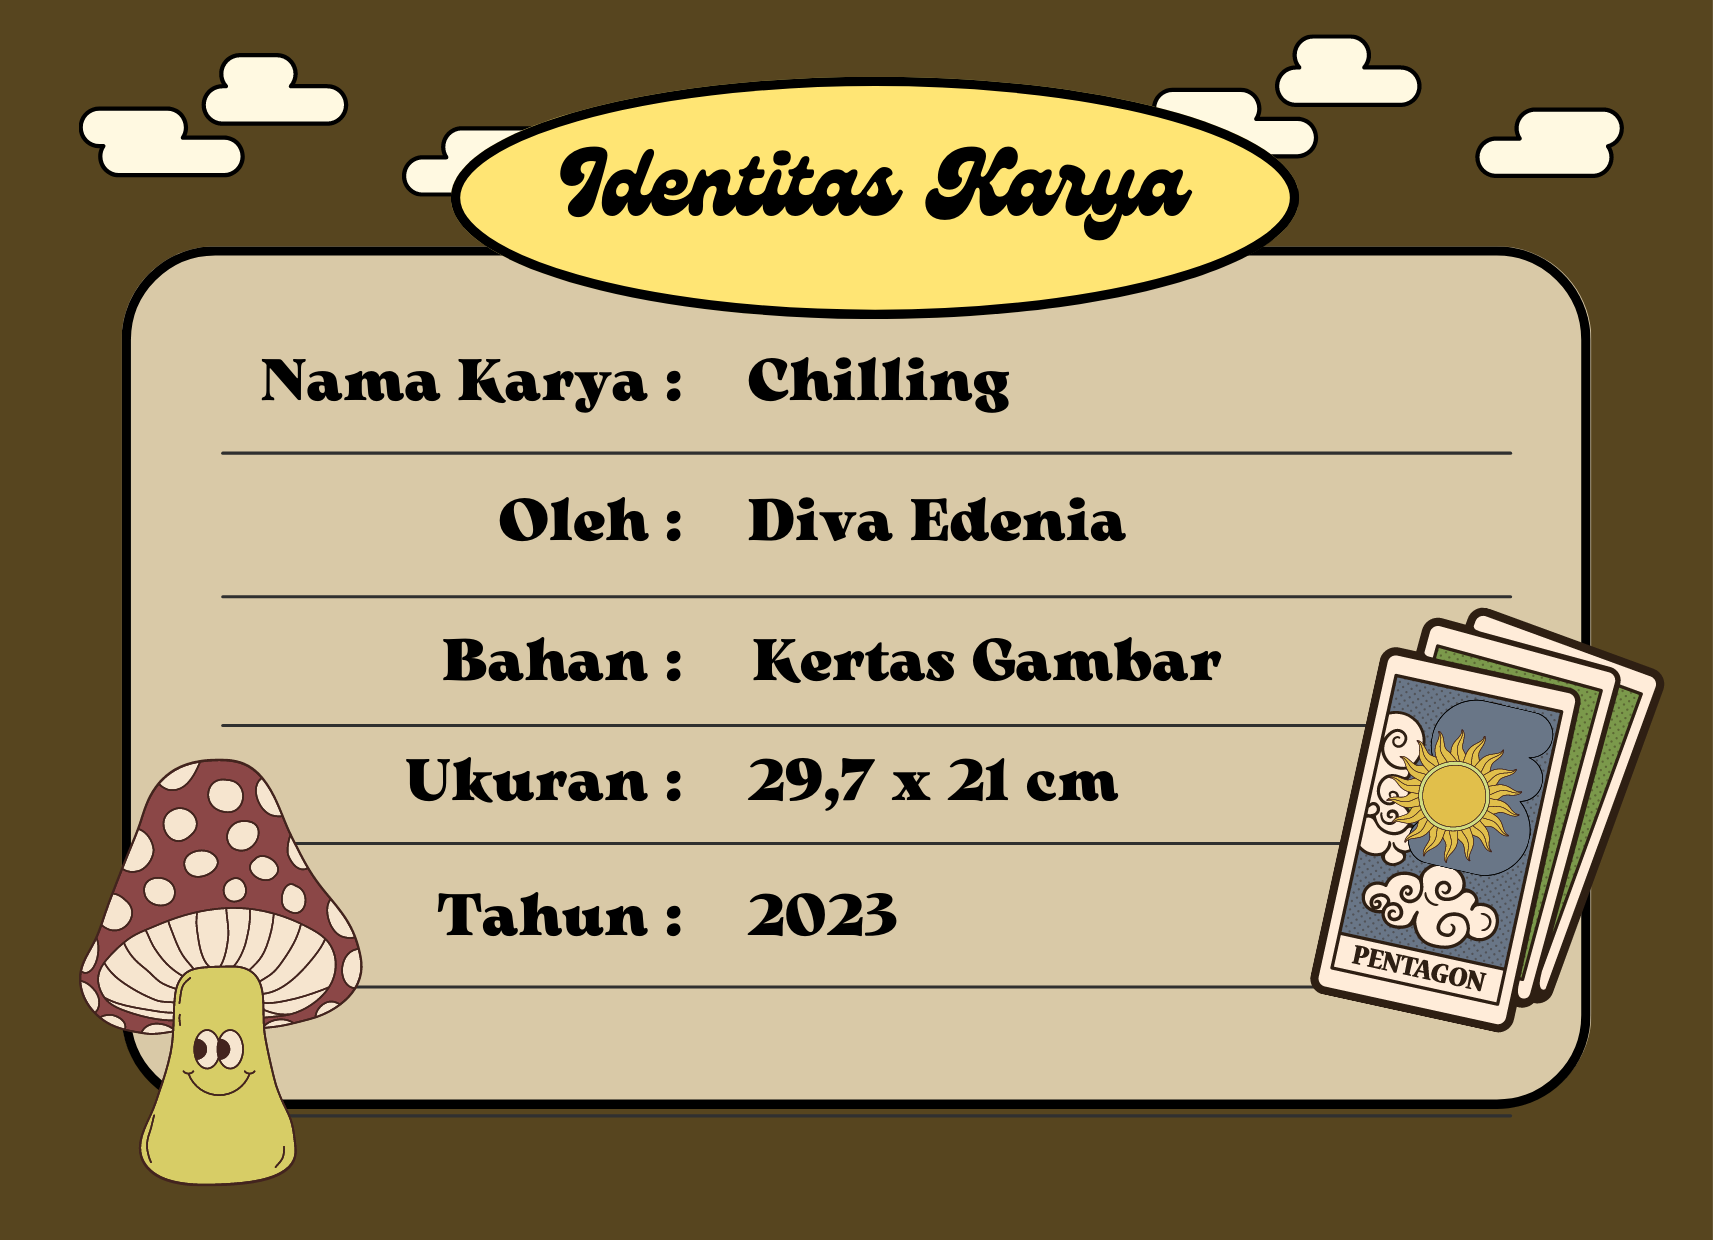 Identitas Karya
Nama Karya : Chilling
Oleh : Diva Edenia
Bahan : Kertas Gambar
Ukuran : 29,7 x 21 cm
Tahun : 2023
PENTAGON